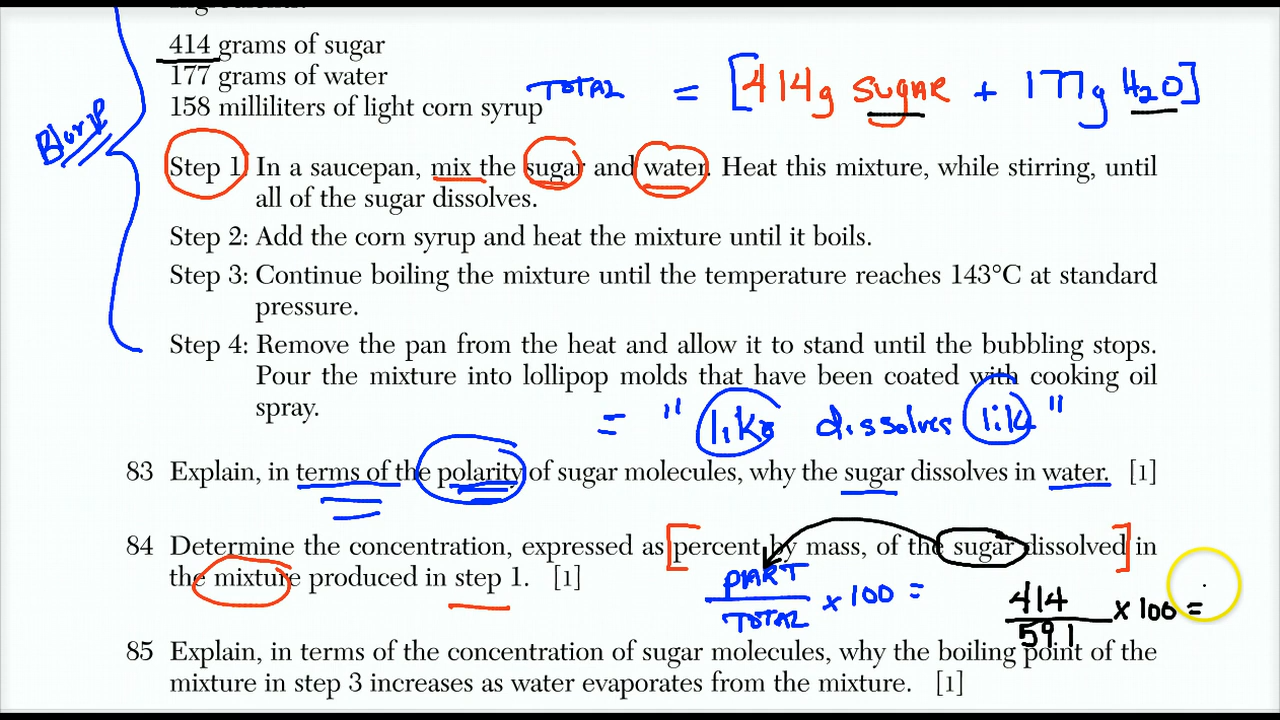 414 grams of sugar
177 grams of water
158 milliliters of light corn syrup
TOTAL = [414g SUGAR + 177g H2O]
Blurb
Step 1: In a saucepan, mix the sugar and water. Heat this mixture, while stirring, until
all of the sugar dissolves.
Step 2: Add the corn syrup and heat the mixture until it boils.
Step 3: Continue boiling the mixture until the temperature reaches 143°C at standard
pressure.
Step 4: Remove the pan from the heat and allow it to stand until the bubbling stops.
Pour the mixture into lollipop molds that have been coated with cooking oil
spray.
= "like dissolves like"
83 Explain, in terms of the polarity of sugar molecules, why the sugar dissolves in water. [1]
84 Determine the concentration, expressed as [percent by mass, of the sugar dissolved] in
the mixture produced in step 1. [1]
PART
TOTAL x 100 =
414
591 x 100 =
85 Explain, in terms of the concentration of sugar molecules, why the boiling point of the
mixture in step 3 increases as water evaporates from the mixture. [1]